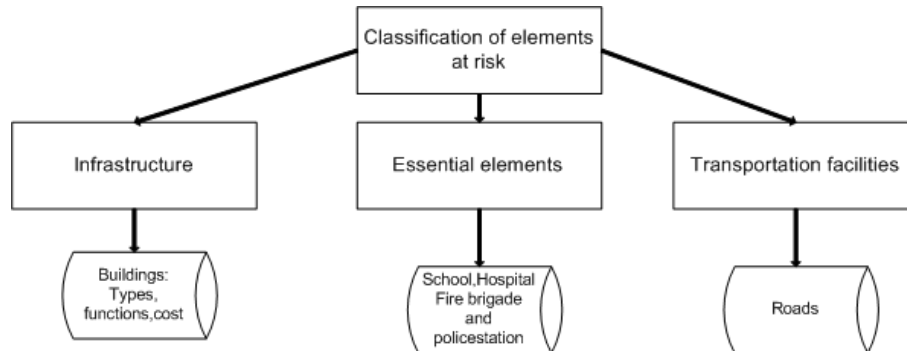 Classification of elements
at risk
Infrastructure
Essential elements
Transportation facilities
Buildings:
Types,
functions,cost
School,Hospital
Fire brigade
and
policestation
Roads